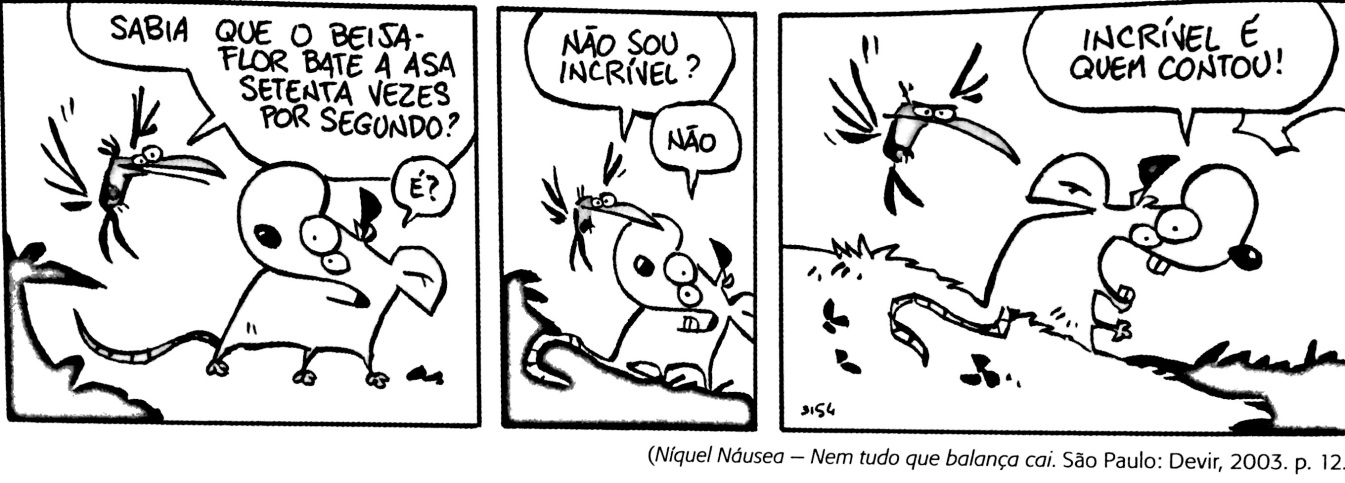 SABIA QUE O BEIJA-
FLOR BATE A ASA
SETENTA VEZES
POR SEGUNDO?
É?
NÃO SOU
INCRÍVEL?
NÃO
INCRÍVEL É
QUEM CONTOU!
(Níquel Náusea – Nem tudo que balança cai. São Paulo: Devir, 2003. p. 12.